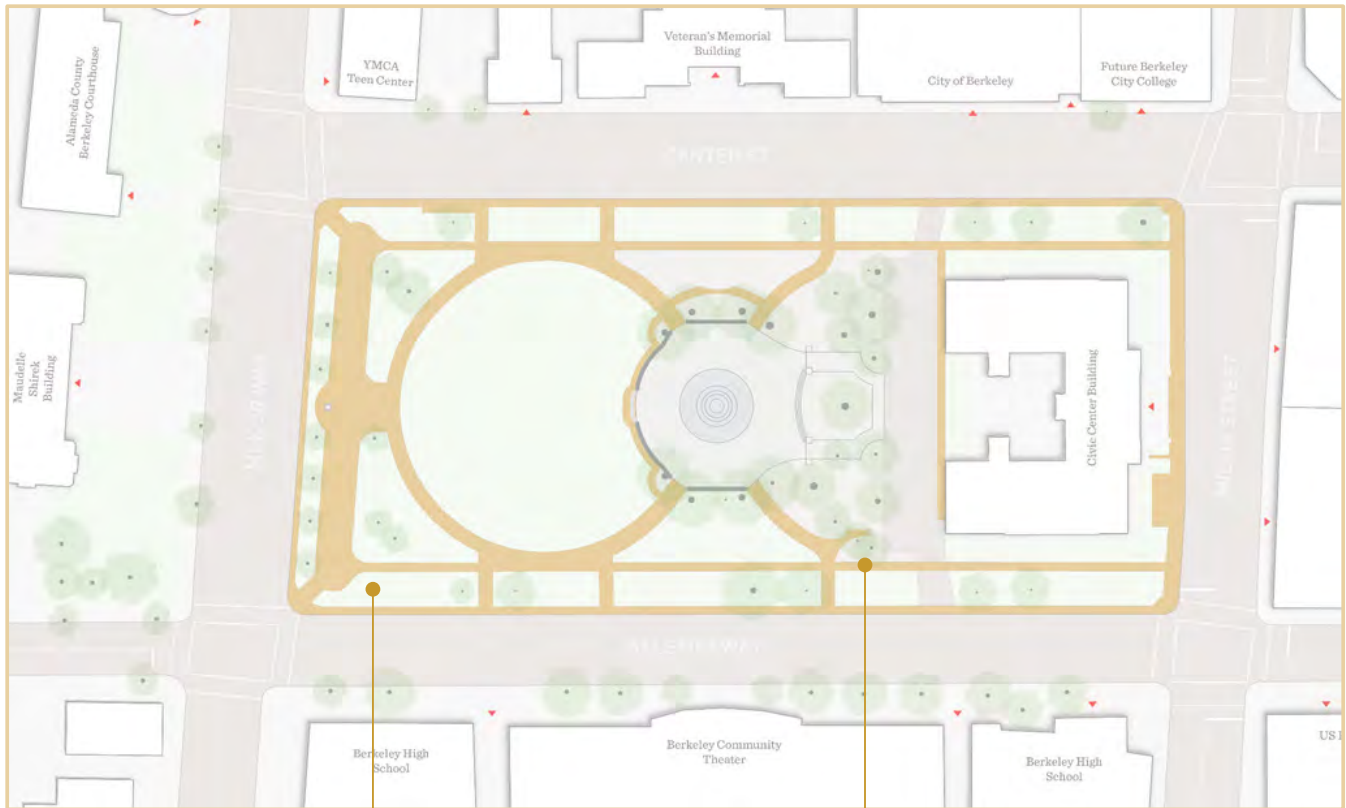 Veteran's Memorial
Building
YMCA
Teen Center
City of Berkeley
Future Berkeley
City College
Alameda County
Berkeley Courthouse
CENTER ST
Maudelle
Shirek
Building
Civic Center Building
ALLSTON WAY
Berkeley High
School
Berkeley Community
Theater
Berkeley High
School
US